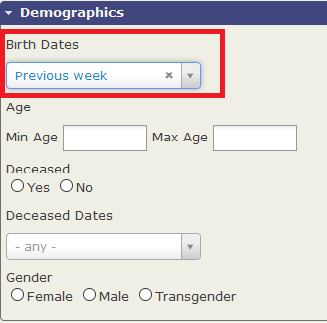 Demographics
Birth Dates
Previous week
Age
Min Age Max Age
Deceased
Yes No
Deceased Dates
- any -
Gender
Female Male Transgender